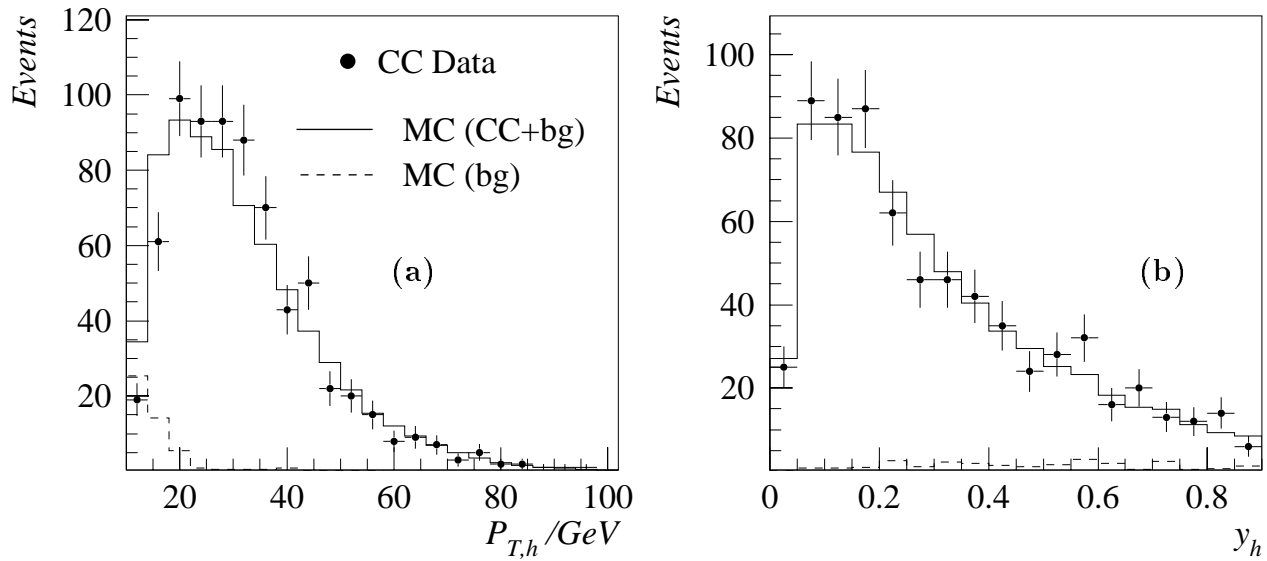 Events
120
100
80
60
40
20
CC Data
MC (CC+bg)
MC (bg)
(a)
20 40 60 80 100
P_{T,h} /GeV
Events
100
80
60
40
20
(b)
0 0.2 0.4 0.6 0.8
y_h